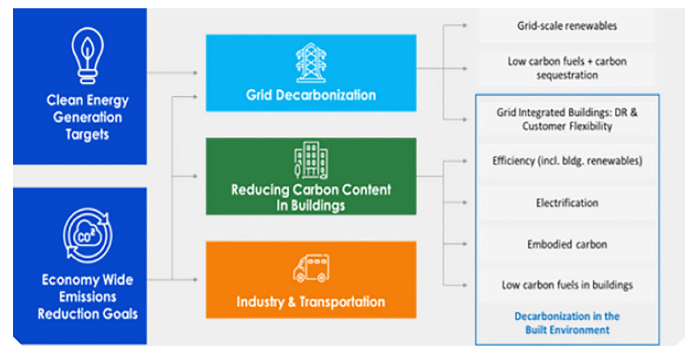 Clean Energy
Generation
Targets
CO²
Economy Wide
Emissions
Reduction Goals
Grid Decarbonization
Reducing Carbon Content
In Buildings
Industry & Transportation
Grid-scale renewables
Low carbon fuels + carbon
sequestration
Grid Integrated Buildings: DR &
Customer Flexibility
Efficiency (incl. bldg. renewables)
Electrification
Embodied carbon
Low carbon fuels in buildings
Decarbonization in the
Built Environment